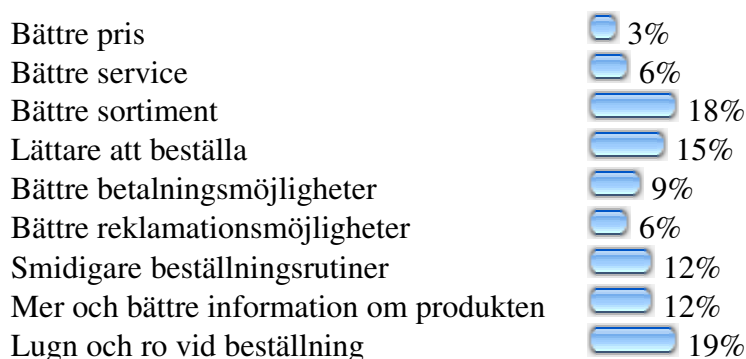 Bättre pris 3%
Bättre service 6%
Bättre sortiment 18%
Lättare att beställa 15%
Bättre betalningsmöjligheter 9%
Bättre reklamationsmöjligheter 6%
Smidigare beställningsrutiner 12%
Mer och bättre information om produkten 12%
Lugn och ro vid beställning 19%